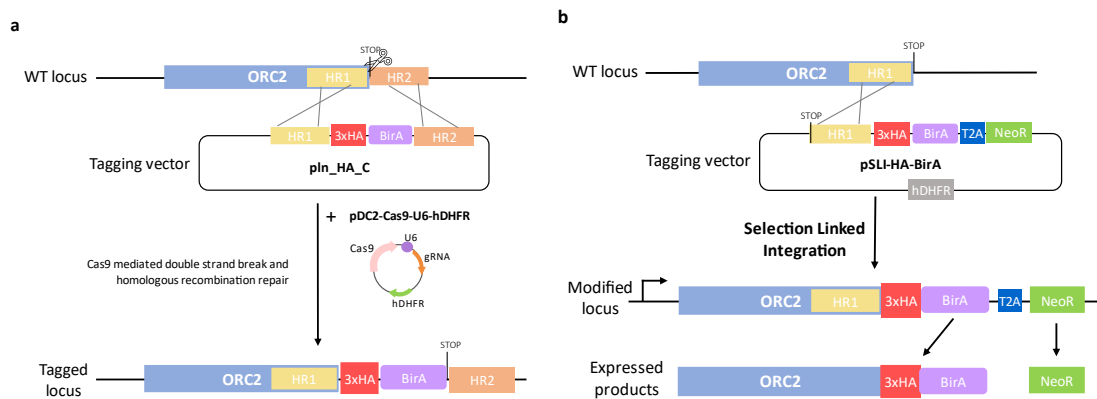 a
STOP
WT locus
ORC2
HR1
HR2
HR1
3xHA
BirA
HR2
Tagging vector
pIn_HA_C
+
pDC2-Cas9-U6-hDHFR
U6
Cas9
gRNA
hDHFR
Cas9 mediated double strand break and
homologous recombination repair
STOP
Tagged
locus
ORC2
HR1
3xHA
BirA
HR2
b
STOP
WT locus
ORC2
HR1
STOP
HR1
3xHA
BirA
T2A
NeoR
Tagging vector
pSLI-HA-BirA
hDHFR
Selection Linked
Integration
Modified
locus
ORC2
HR1
3xHA
BirA
T2A
NeoR
Expressed
products
ORC2
3xHA
BirA
NeoR